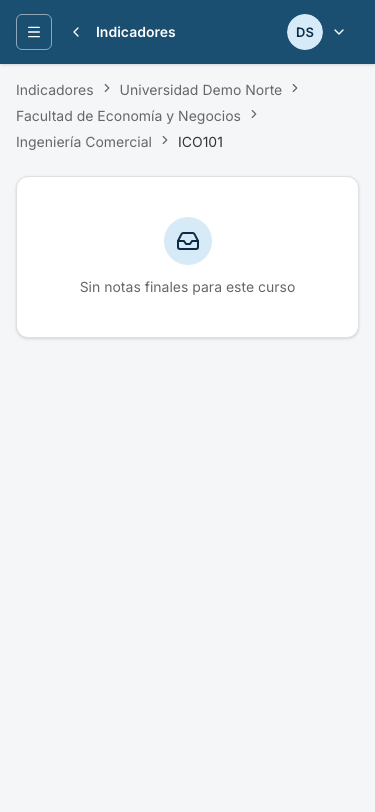 Indicadores
DS
Indicadores > Universidad Demo Norte >
Facultad de Economía y Negocios >
Ingeniería Comercial > ICO101
Sin notas finales para este curso